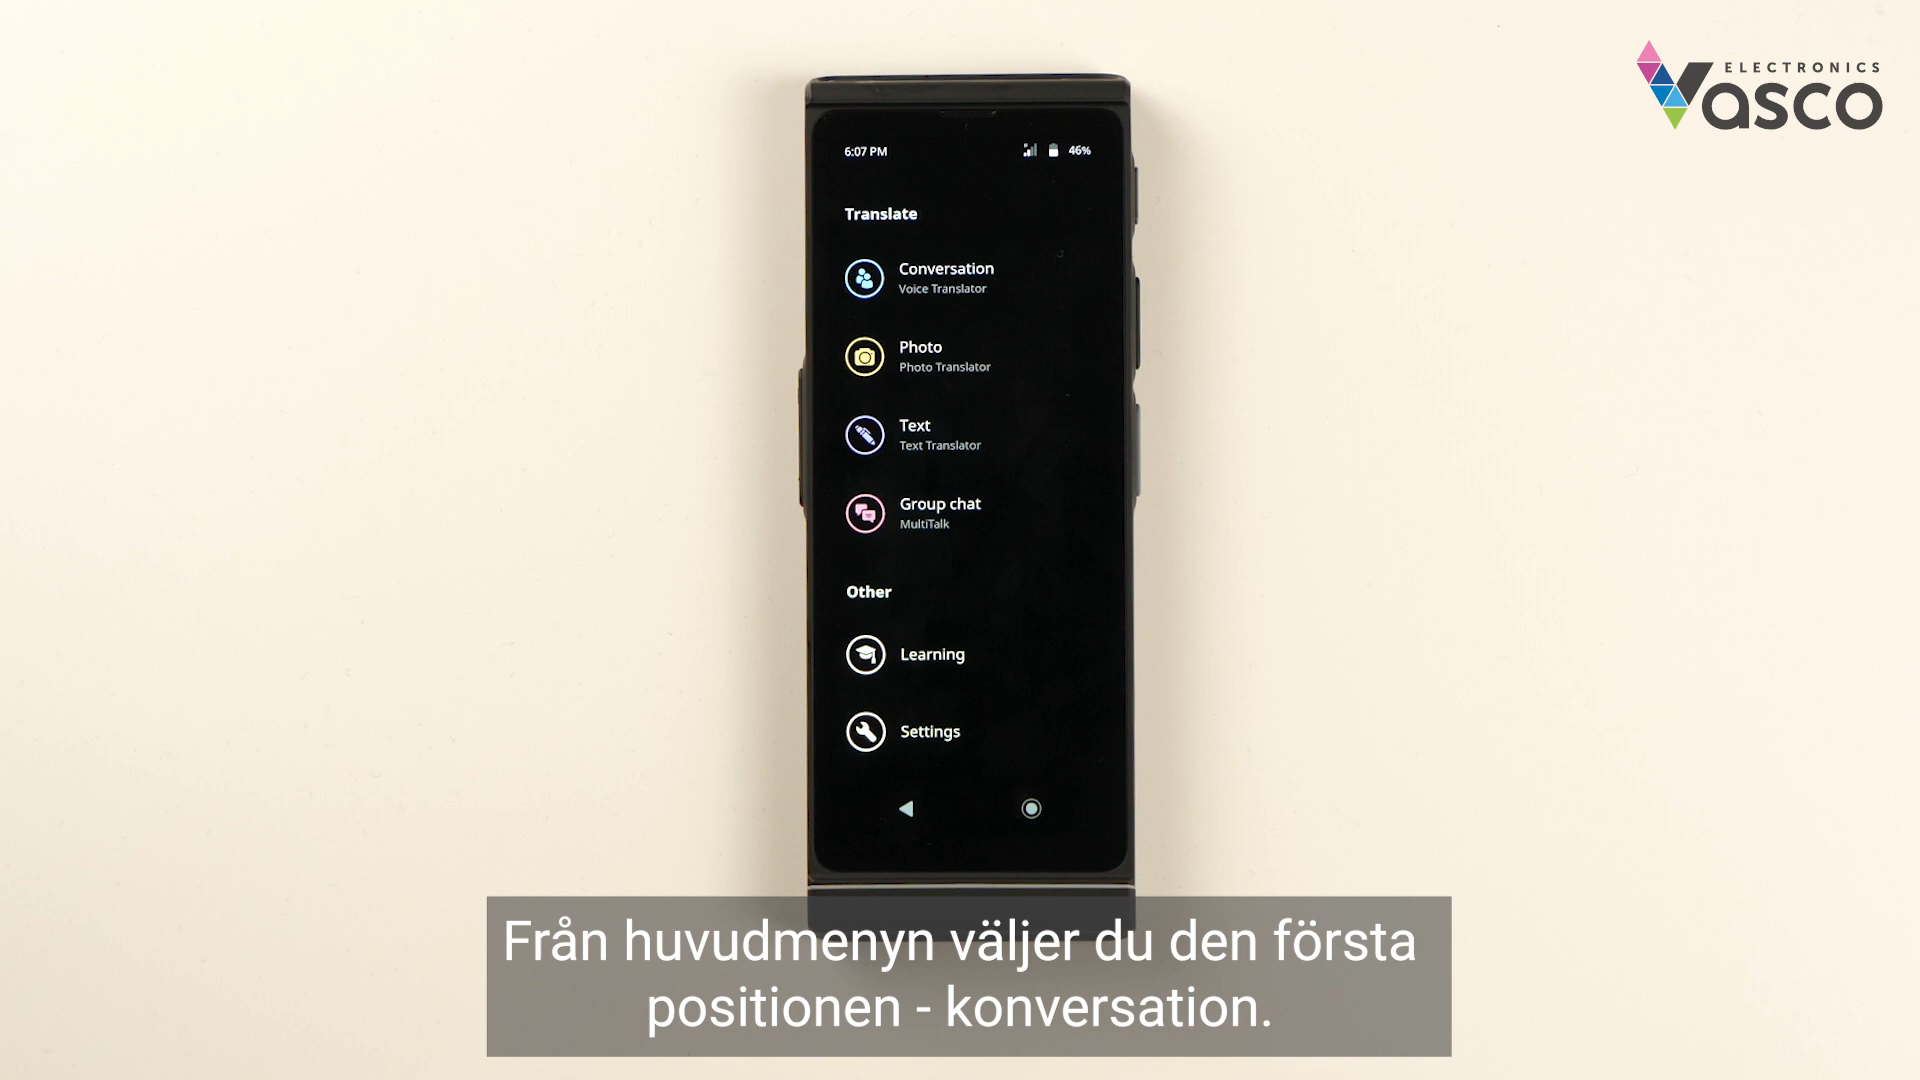 ELECTRONICS
Vasco
6:07 PM
46%
Translate
Conversation
Voice Translator
Photo
Photo Translator
Text
Text Translator
Group chat
MultiTalk
Other
Learning
Settings
Från huvudmenyn väljer du den första
positionen - konversation.